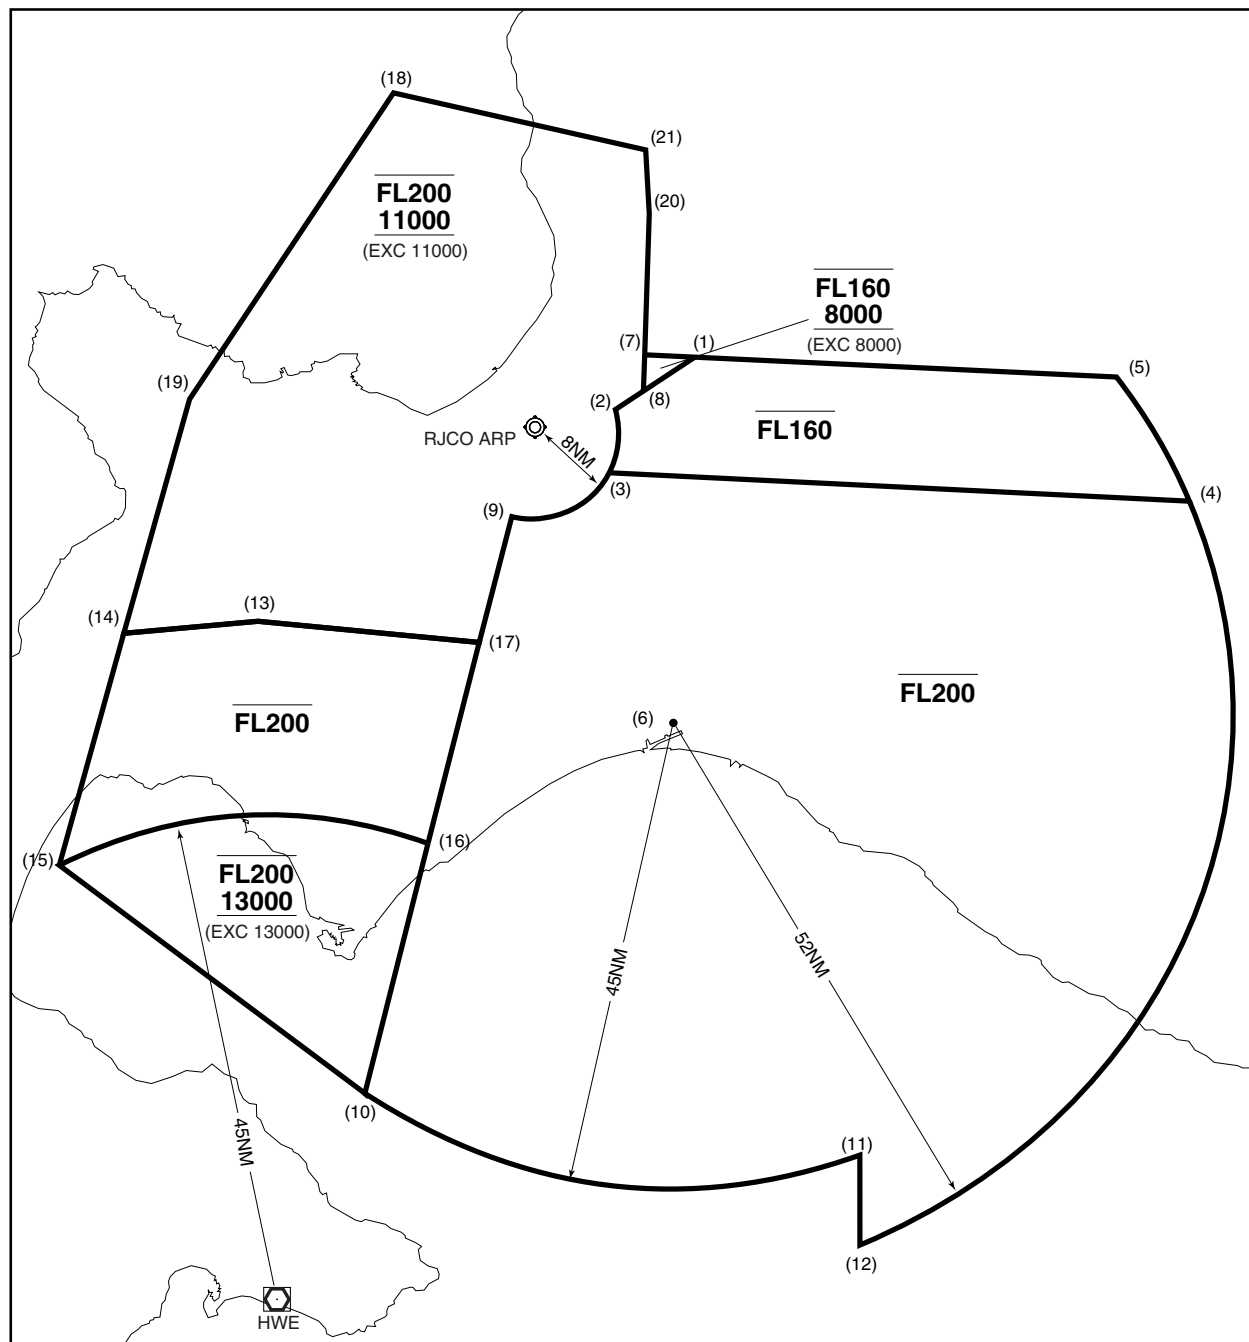 (18)
(21)
FL200
11000
(EXC 11000)
(20)
FL160
8000
(EXC 8000)
(7)
(1)
(5)
(19)
(2)
(8)
FL160
RJCO ARP
8NM
(3)
(4)
(9)
(14)
(13)
(17)
FL200
FL200
(6)
(16)
(15)
FL200
13000
(EXC 13000)
52NM
45NM
(10)
45NM
(11)
(12)
HWE